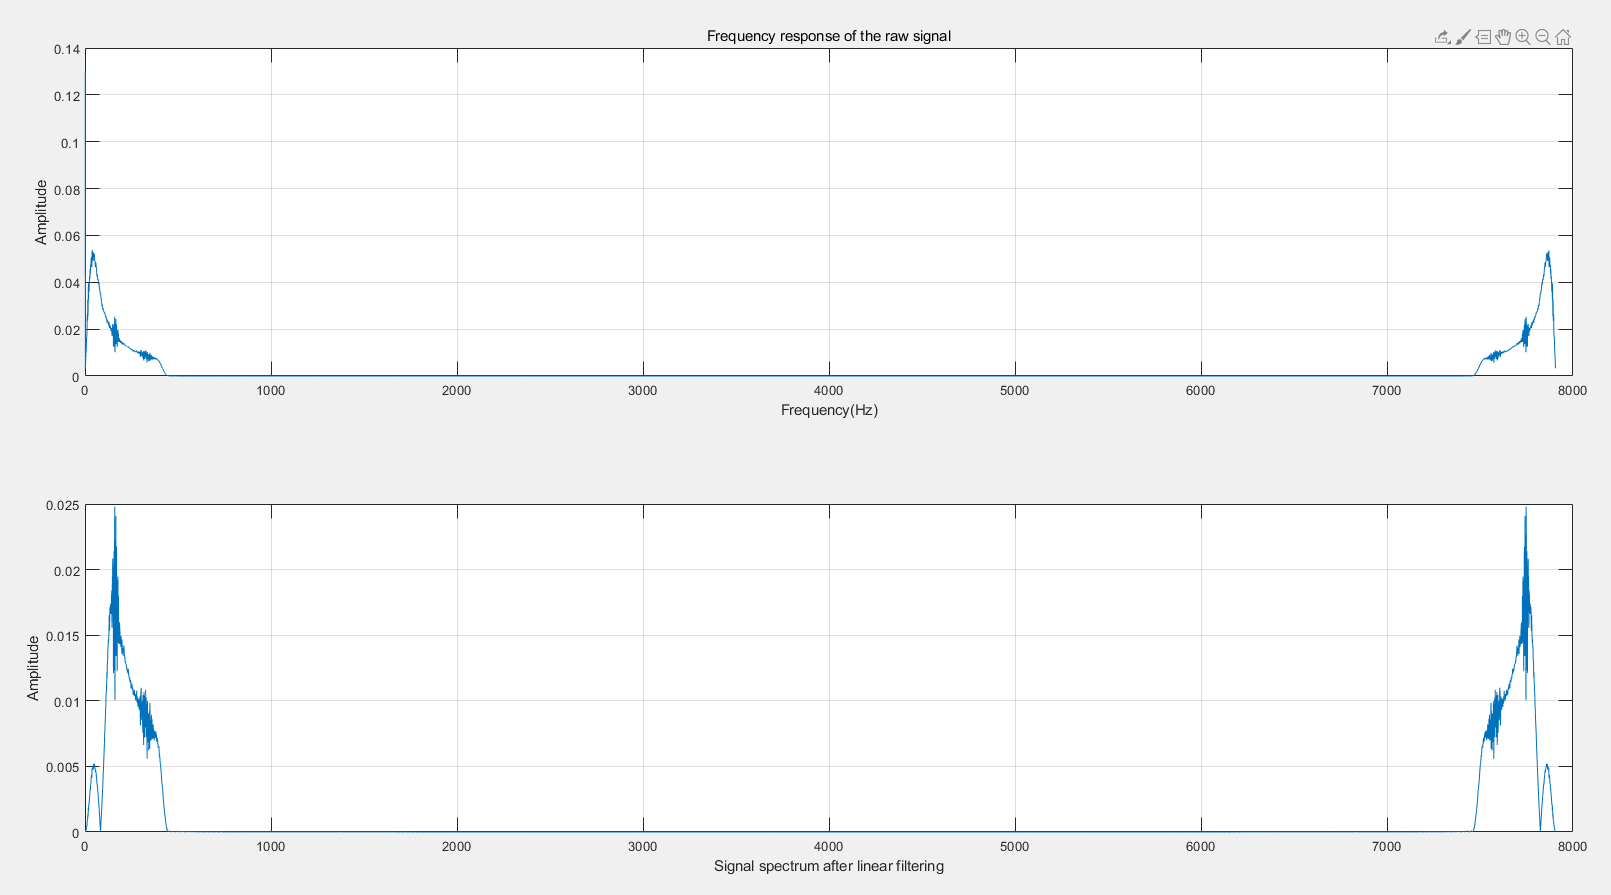 Frequency response of the raw signal
0.14
0.12
0.1
0.08
0.06
0.04
0.02
0
Amplitude
0 1000 2000 3000 4000 5000 6000 7000 8000
Frequency(Hz)
0.025
0.02
0.015
0.01
0.005
0
Amplitude
0 1000 2000 3000 4000 5000 6000 7000 8000
Signal spectrum after linear filtering